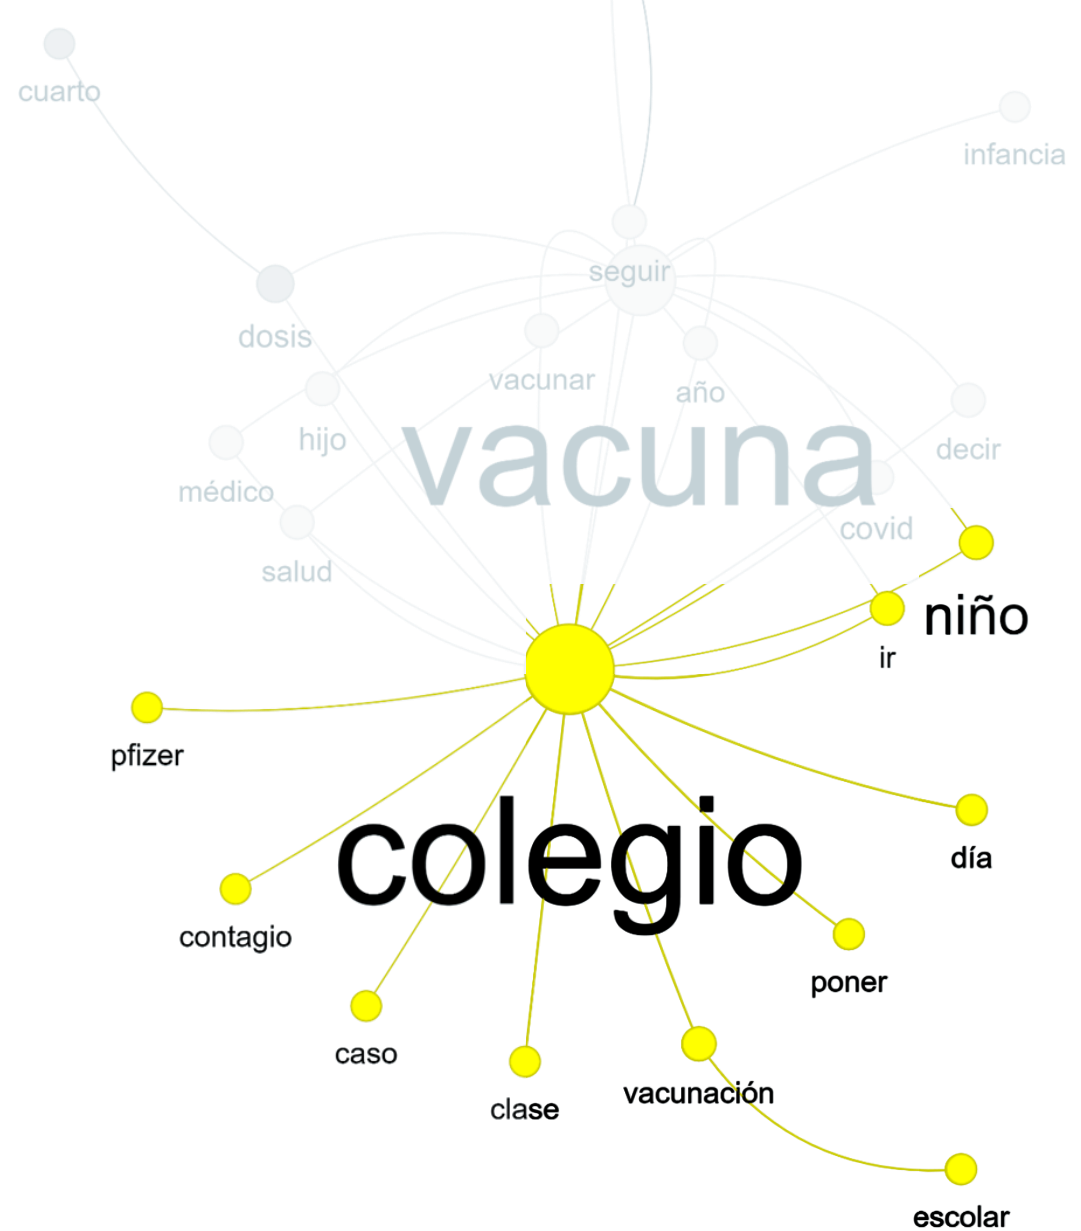 cuarto
infancia
seguir
dosis
vacunar
año
hijo
decir
vacuna
médico
covid
salud
niño
ir
pfizer
colegio
día
contagio
poner
caso
vacunación
clase
escolar